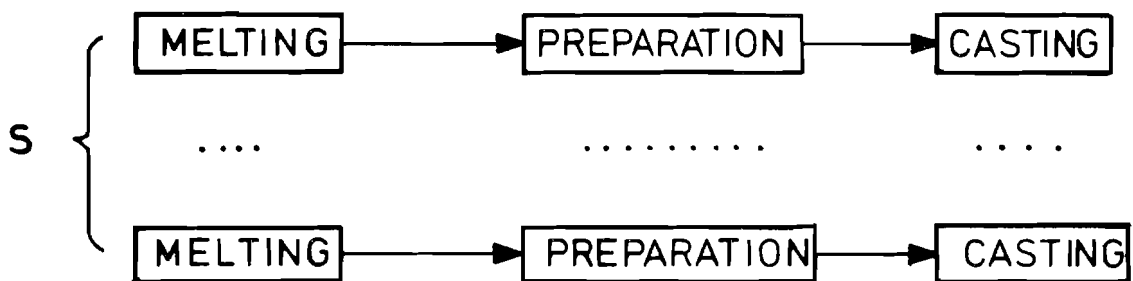 MELTING PREPARATION CASTING
S .... ......... ....
MELTING PREPARATION CASTING